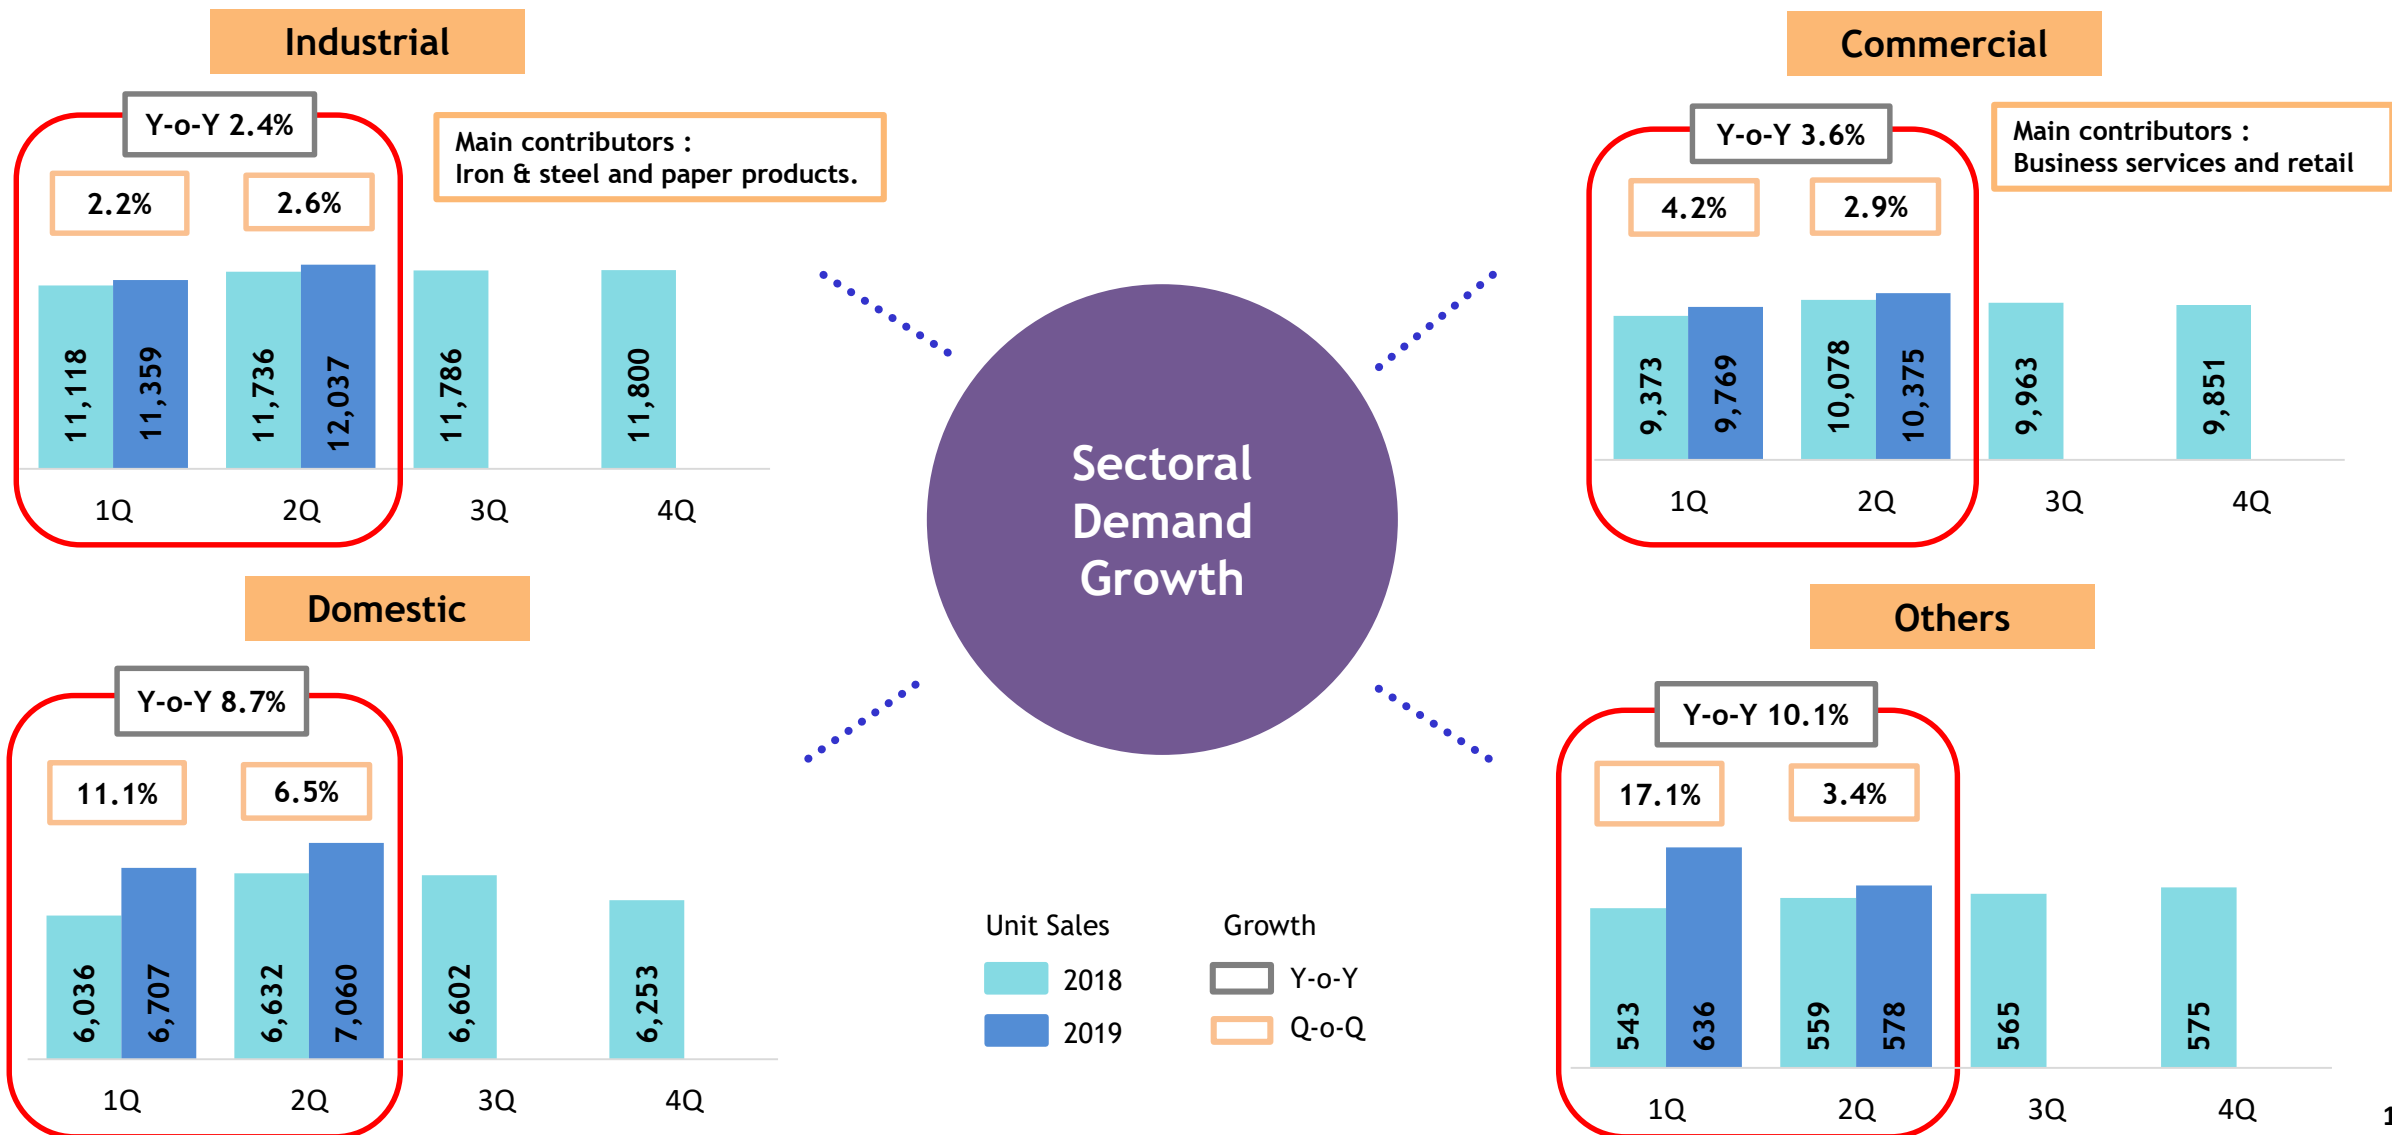 Industrial
Y-o-Y 2.4%
Main contributors :
Iron & steel and paper products.
2.2%
2.6%
11,118
11,359
11,736
12,037
11,786
11,800
1Q
2Q
3Q
4Q
Commercial
Y-o-Y 3.6%
Main contributors :
Business services and retail
4.2%
2.9%
9,373
9,769
10,078
10,375
9,963
9,851
1Q
2Q
3Q
4Q
Sectoral
Demand
Growth
Domestic
Y-o-Y 8.7%
11.1%
6.5%
6,036
6,707
6,632
7,060
6,602
6,253
1Q
2Q
3Q
4Q
Unit Sales
2018
2019
Growth
Y-o-Y
Q-o-Q
Others
Y-o-Y 10.1%
17.1%
3.4%
543
636
559
578
565
575
1Q
2Q
3Q
4Q